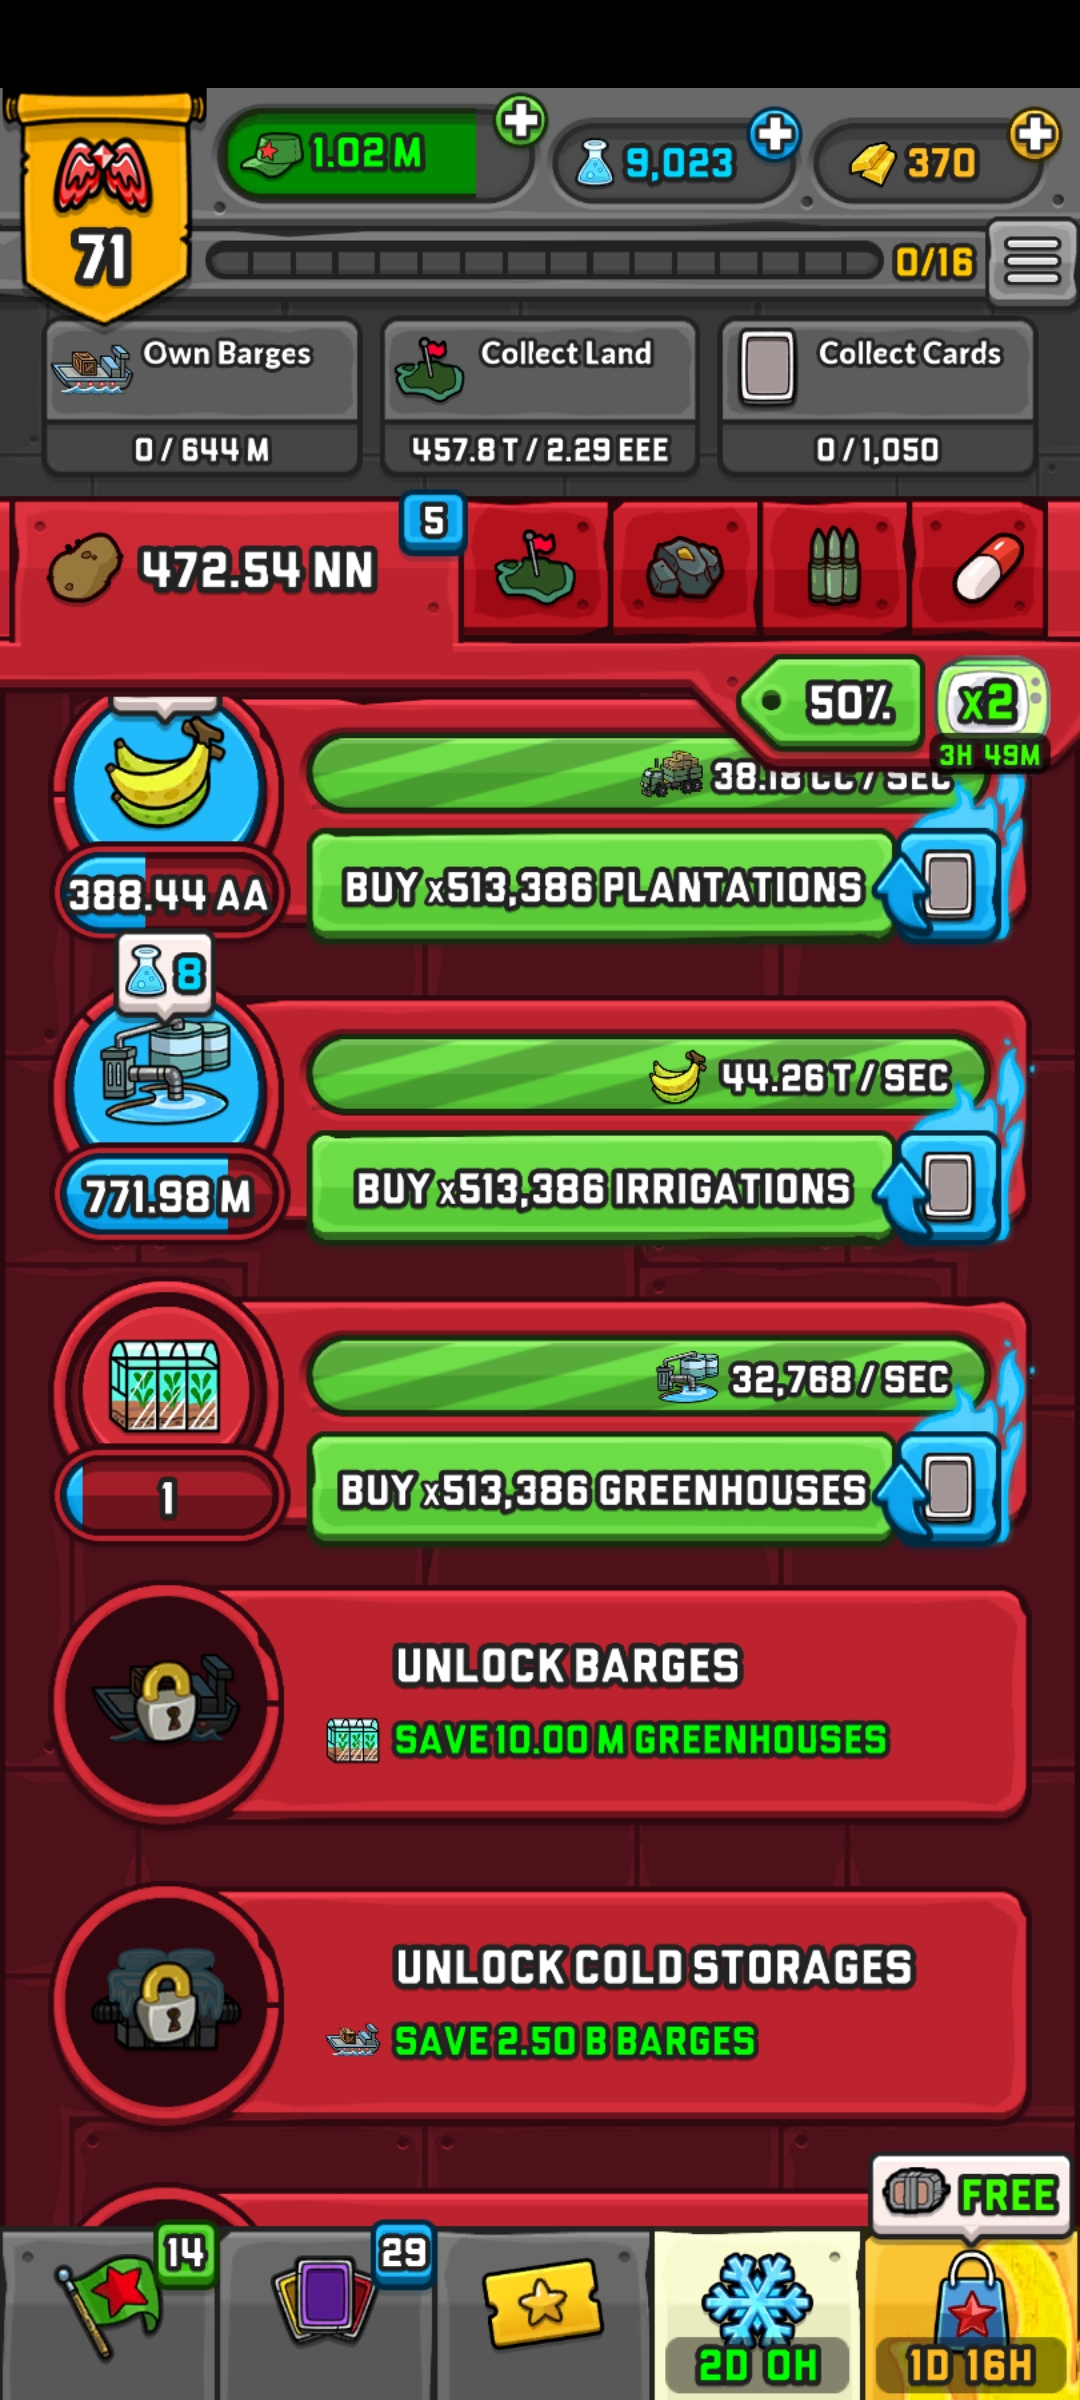 1.02 M
9,023
370
71
0/16
Own Barges
0 / 644 M
Collect Land
457.8 T / 2.29 EEE
Collect Cards
0 / 1,050
472.54 NN
5
50%
x2
3H 49M
38.18 CC / SEC
388.44 AA
BUY x513,386 PLANTATIONS
8
44.26 T / SEC
771.98 M
BUY x513,386 IRRIGATIONS
32,768 / SEC
1
BUY x513,386 GREENHOUSES
UNLOCK BARGES
SAVE 10.00 M GREENHOUSES
UNLOCK COLD STORAGES
SAVE 2.50 B BARGES
FREE
14
29
2D 0H
1D 16H